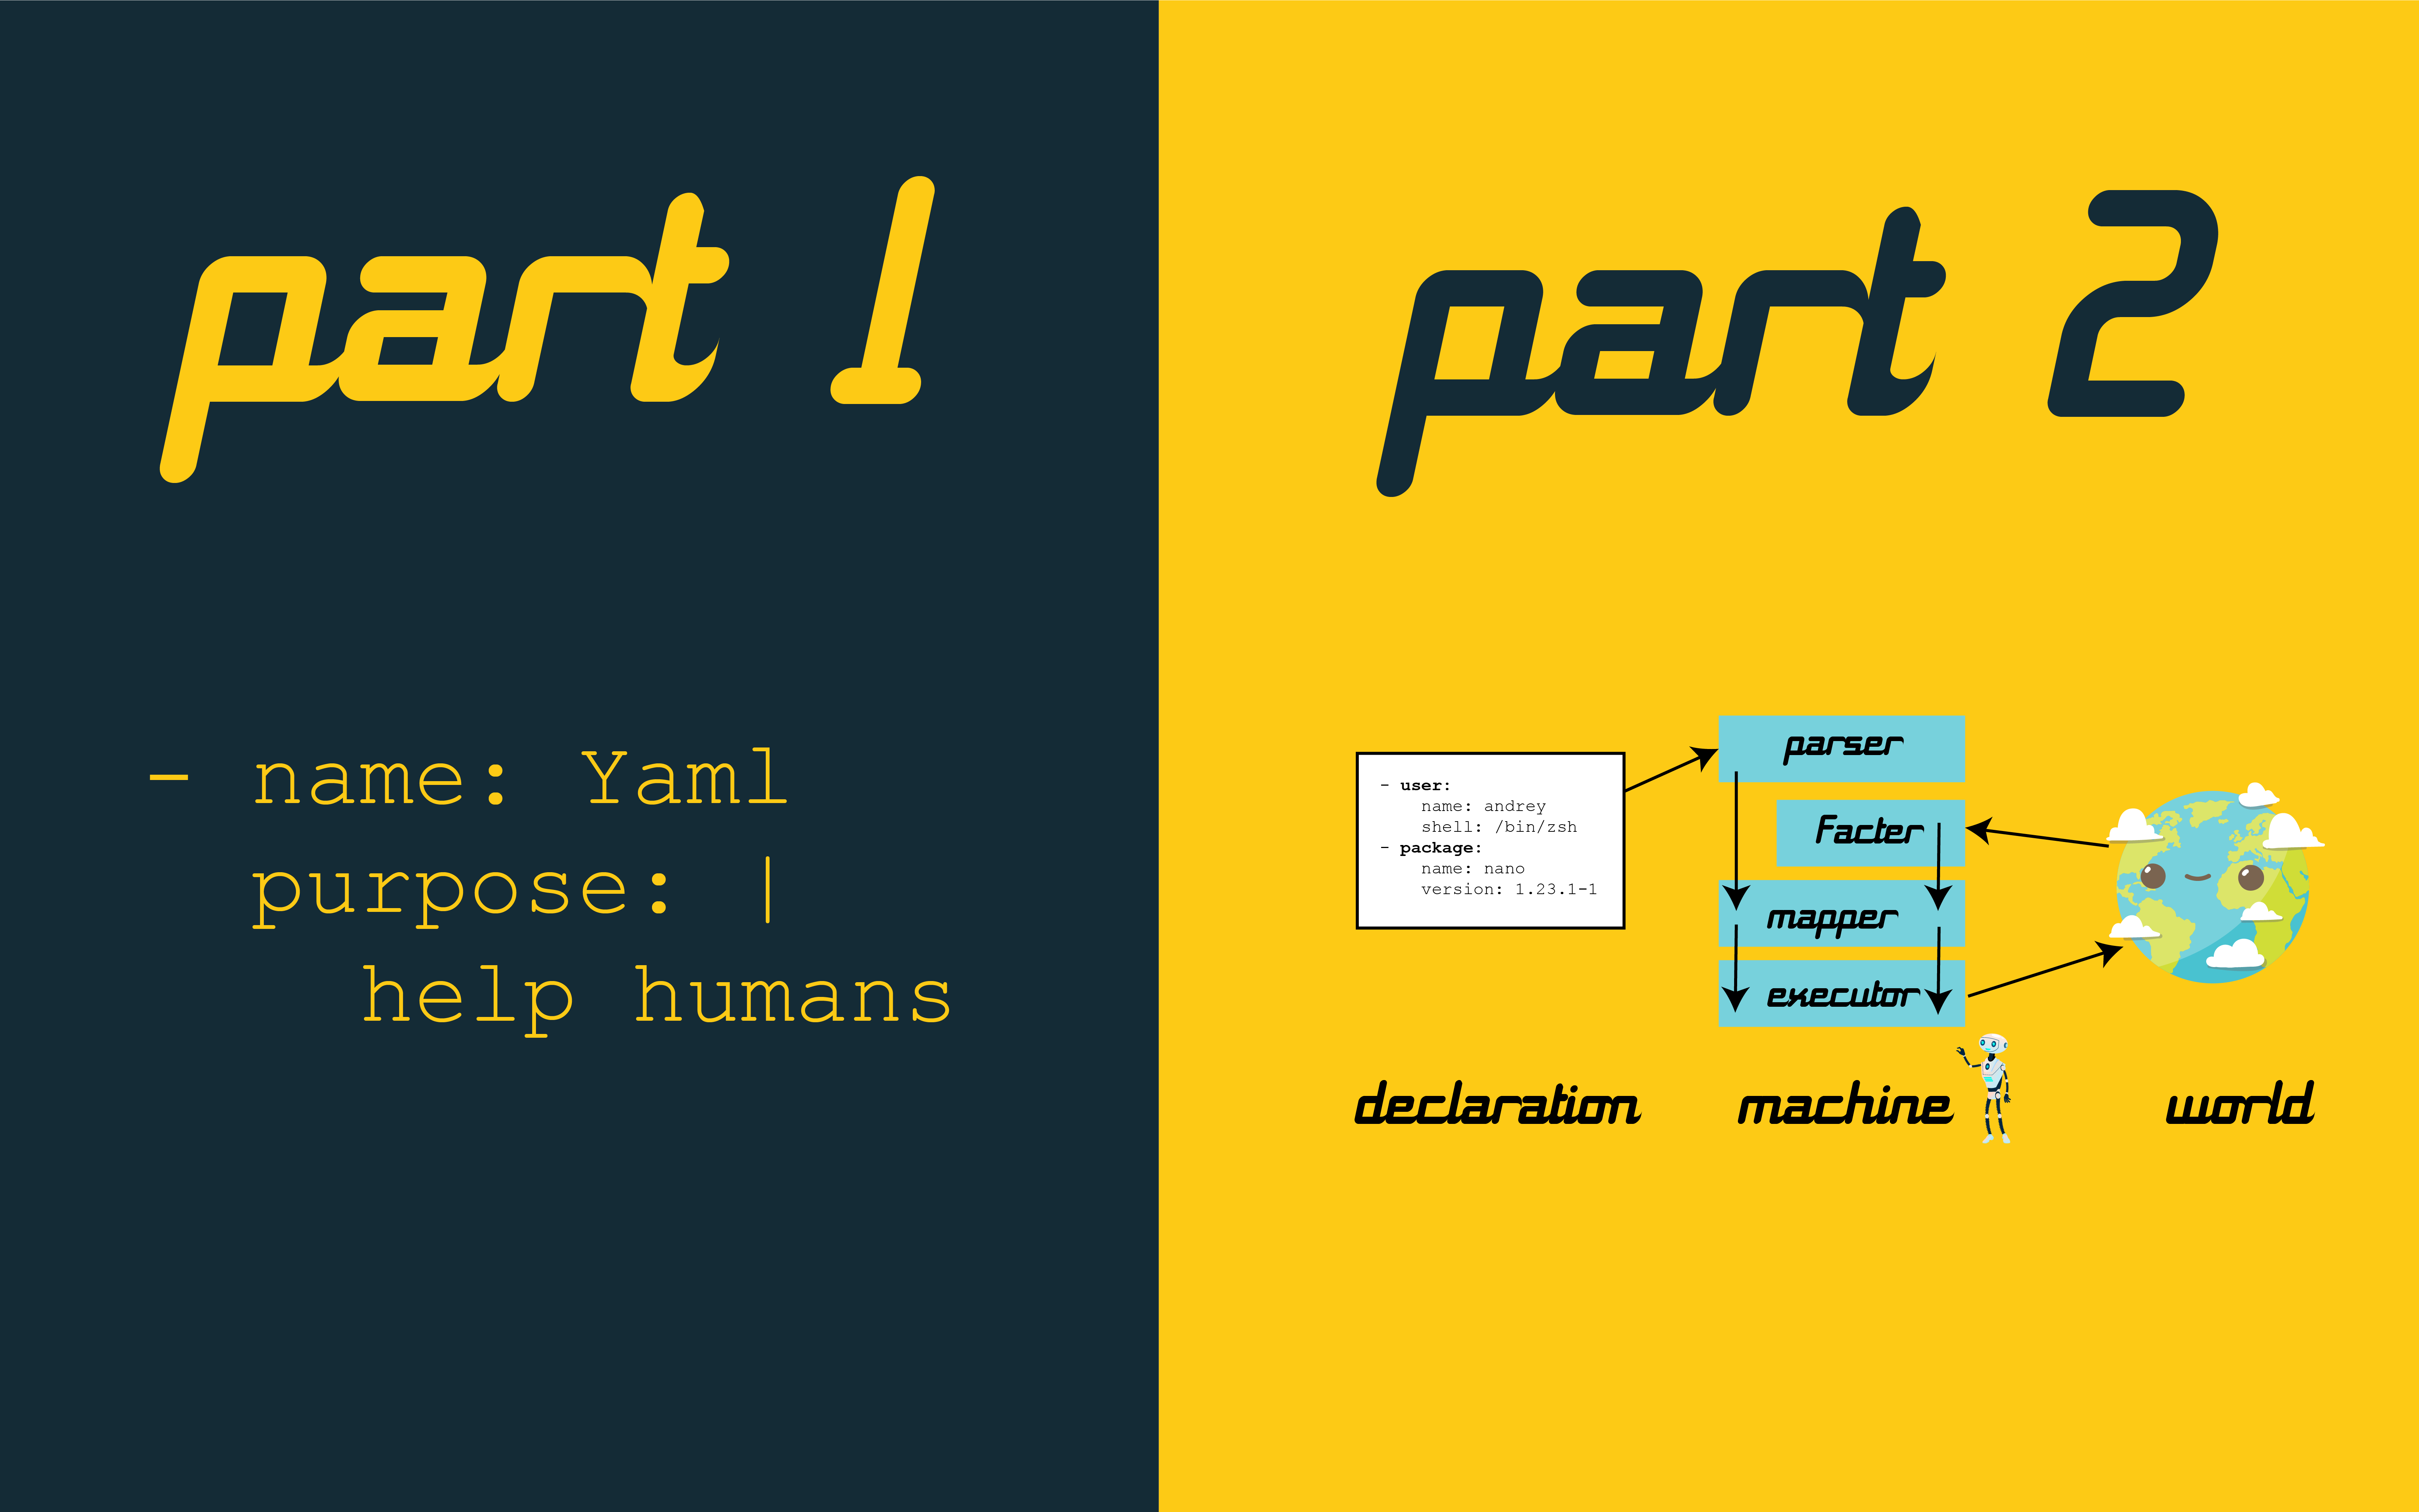 part 1
- name: Yaml
purpose: |
help humans
part 2
- user:
name: andrey
shell: /bin/zsh
- package:
name: nano
version: 1.23.1-1
parser
Facter
mapper
executor
declaration
machine
world